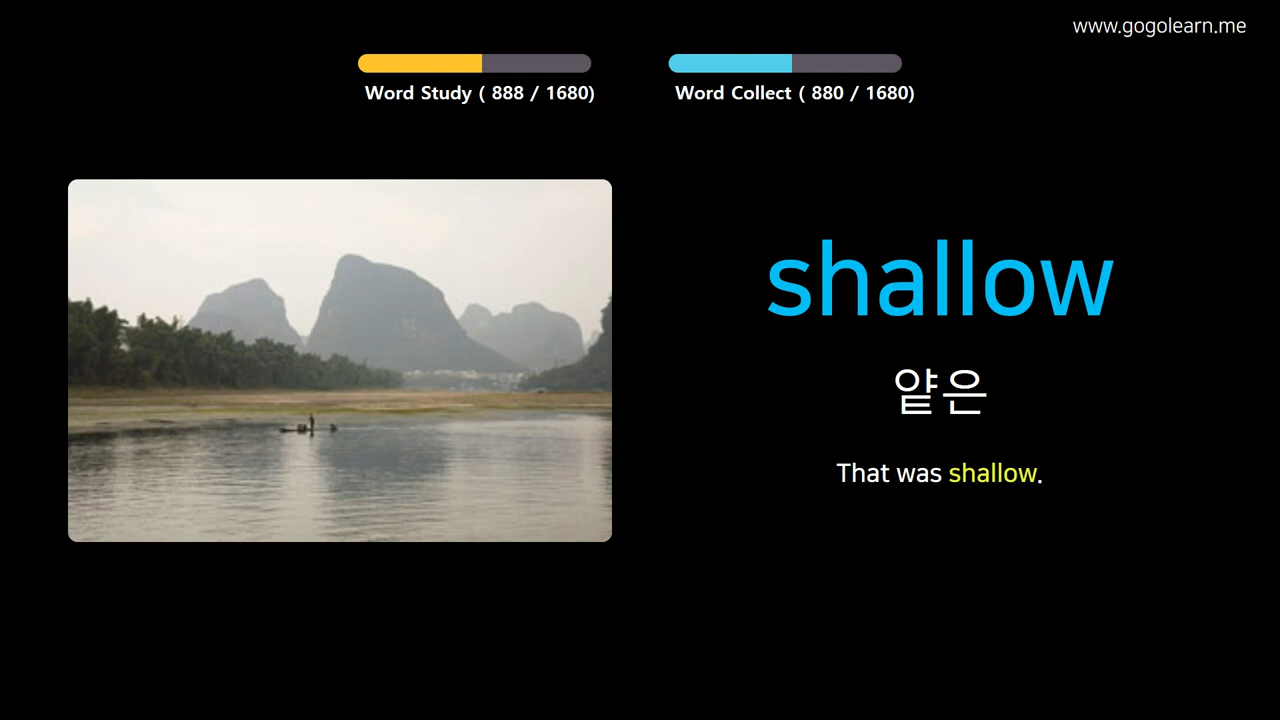 www.gogolearn.me
Word Study ( 888 / 1680)
Word Collect ( 880 / 1680)
shallow
얕은
That was shallow.